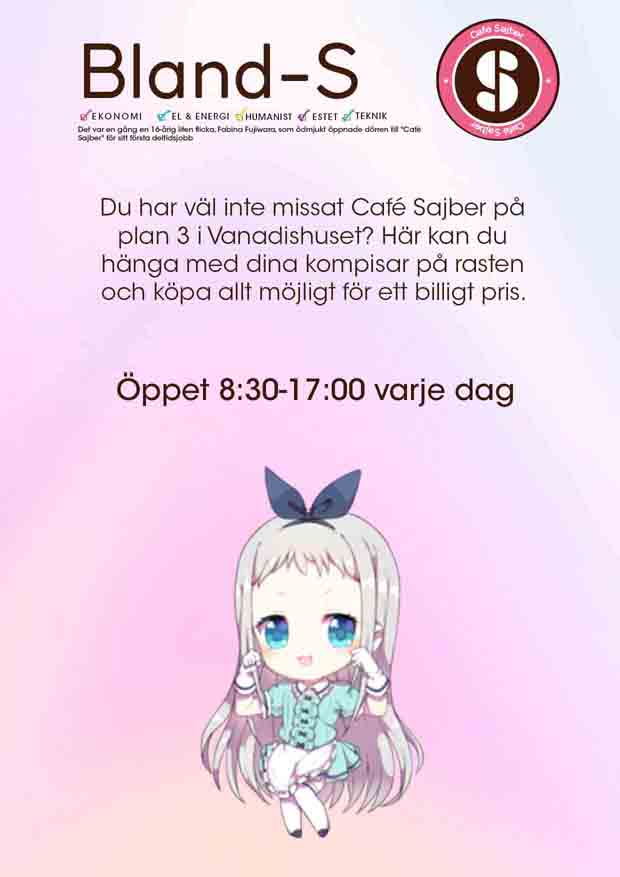 Bland-S
Café Sajber
EKONOMI EL & ENERGI HUMANIST ESTET TEKNIK
Det var en gång en 16-årig liten flicka, Fabina Fujiwara, som ödmjukt öppnade dörren till "Café
Sajber" för sitt första deltidsjobb
Café Sajber
Du har väl inte missat Café Sajber på
plan 3 i Vanadishuset? Här kan du
hänga med dina kompisar på rasten
och köpa allt möjligt för ett billigt pris.
Öppet 8:30-17:00 varje dag